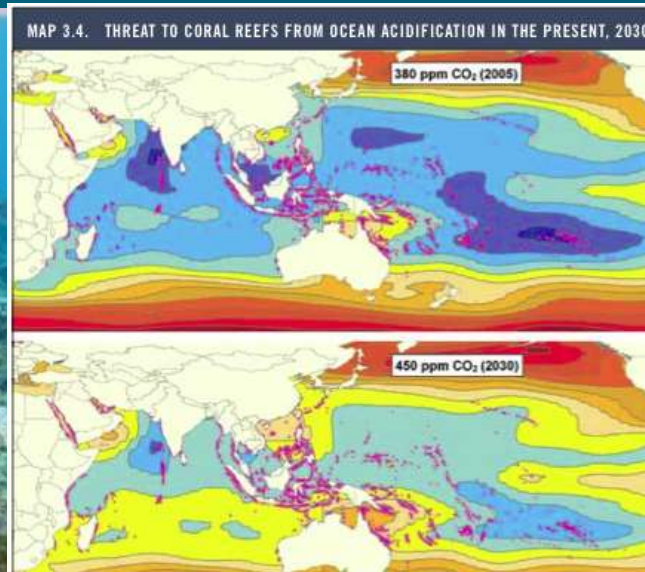 MAP 3.4. THREAT TO CORAL REEFS FROM OCEAN ACIDIFICATION IN THE PRESENT, 2030
380 ppm CO₂ (2005)
450 ppm CO₂ (2030)